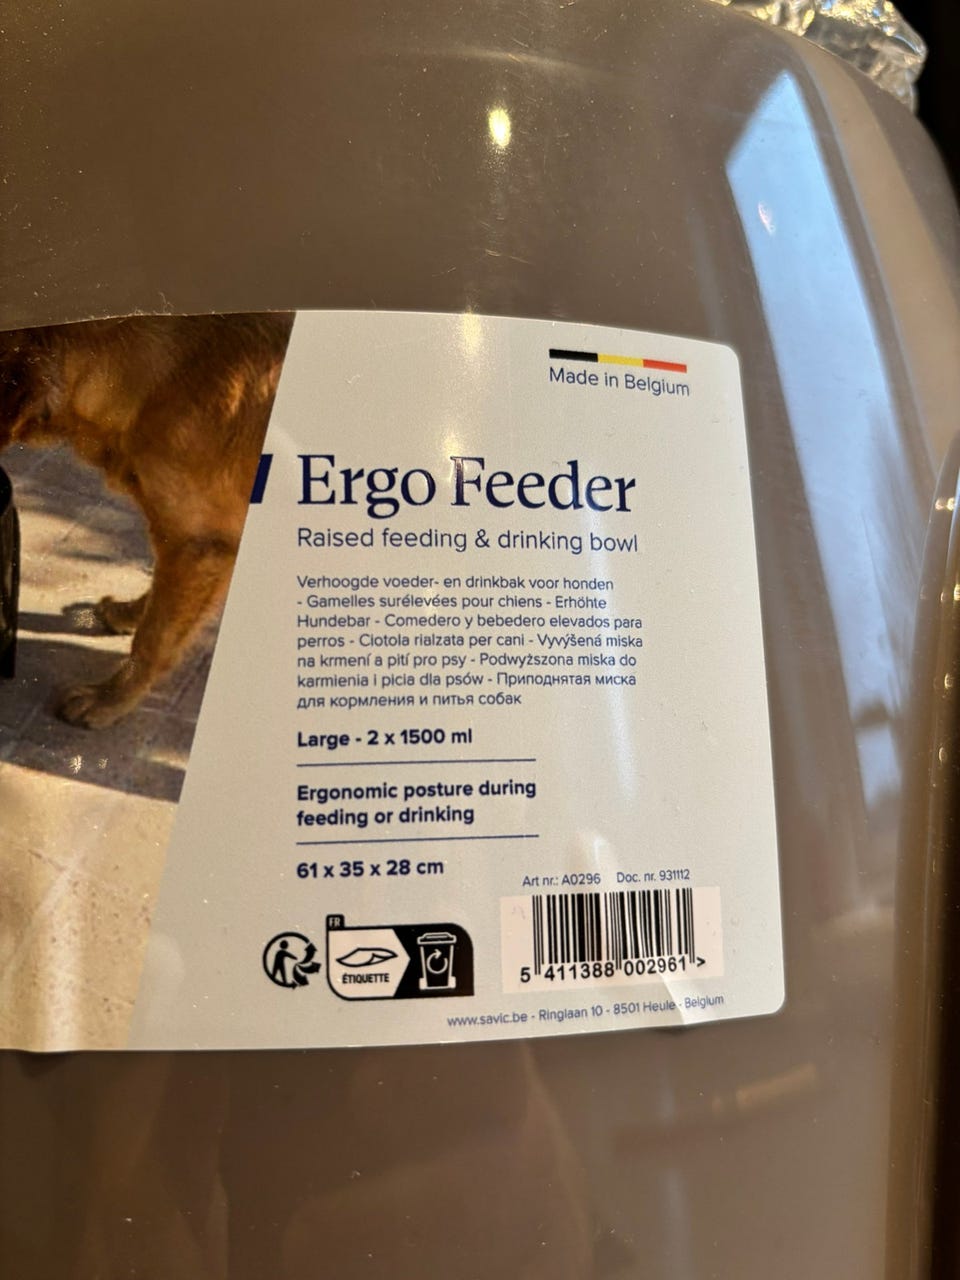 Made in Belgium
Ergo Feeder
Raised feeding & drinking bowl
Verhoogde voeder- en drinkbak voor honden
- Gamelles surélevées pour chiens - Erhöhte
Hundebar - Comedero y bebedero elevados para
perros - Ciotola rialzata per cani - Vyvýšená miska
na krmení a pití pro psy - Podwyższona miska do
karmienia i picia dla psów - Приподнятая миска
для кормления и питья собак
Large - 2 x 1500 ml
Ergonomic posture during
feeding or drinking
61 x 35 x 28 cm
Art nr.: A0296 Doc. nr. 931112
FR
ÉTIQUETTE
5 411388 002961 >
www.savic.be - Ringlaan 10 - 8501 Heule - Belgium